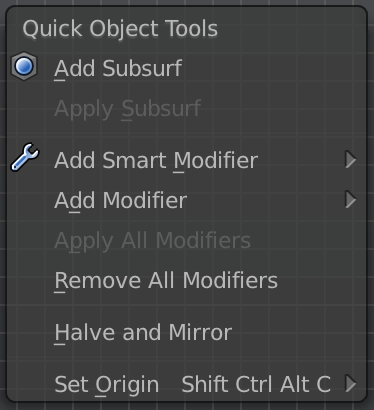 Quick Object Tools
Add Subsurf
Apply Subsurf
Add Smart Modifier
Add Modifier
Apply All Modifiers
Remove All Modifiers
Halve and Mirror
Set Origin Shift Ctrl Alt C